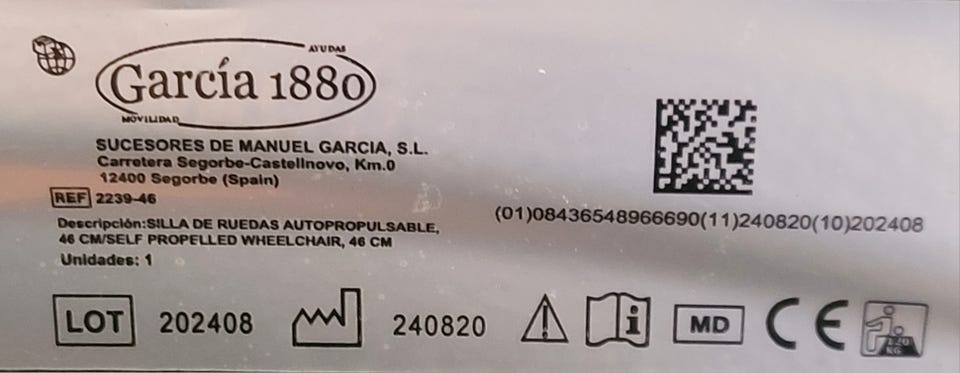 AYUDAS
García 1880
MOVILIDAD
SUCESORES DE MANUEL GARCIA, S.L.
Carretera Segorbe-Castellnovo, Km.0
12400 Segorbe (Spain)
REF 2239-46
Descripción:SILLA DE RUEDAS AUTOPROPULSABLE,
46 CM/SELF PROPELLED WHEELCHAIR, 46 CM
Unidades: 1
(01)08436548966690(11)240820(10)202408
LOT 202408 240820 i MD CE
120
KG